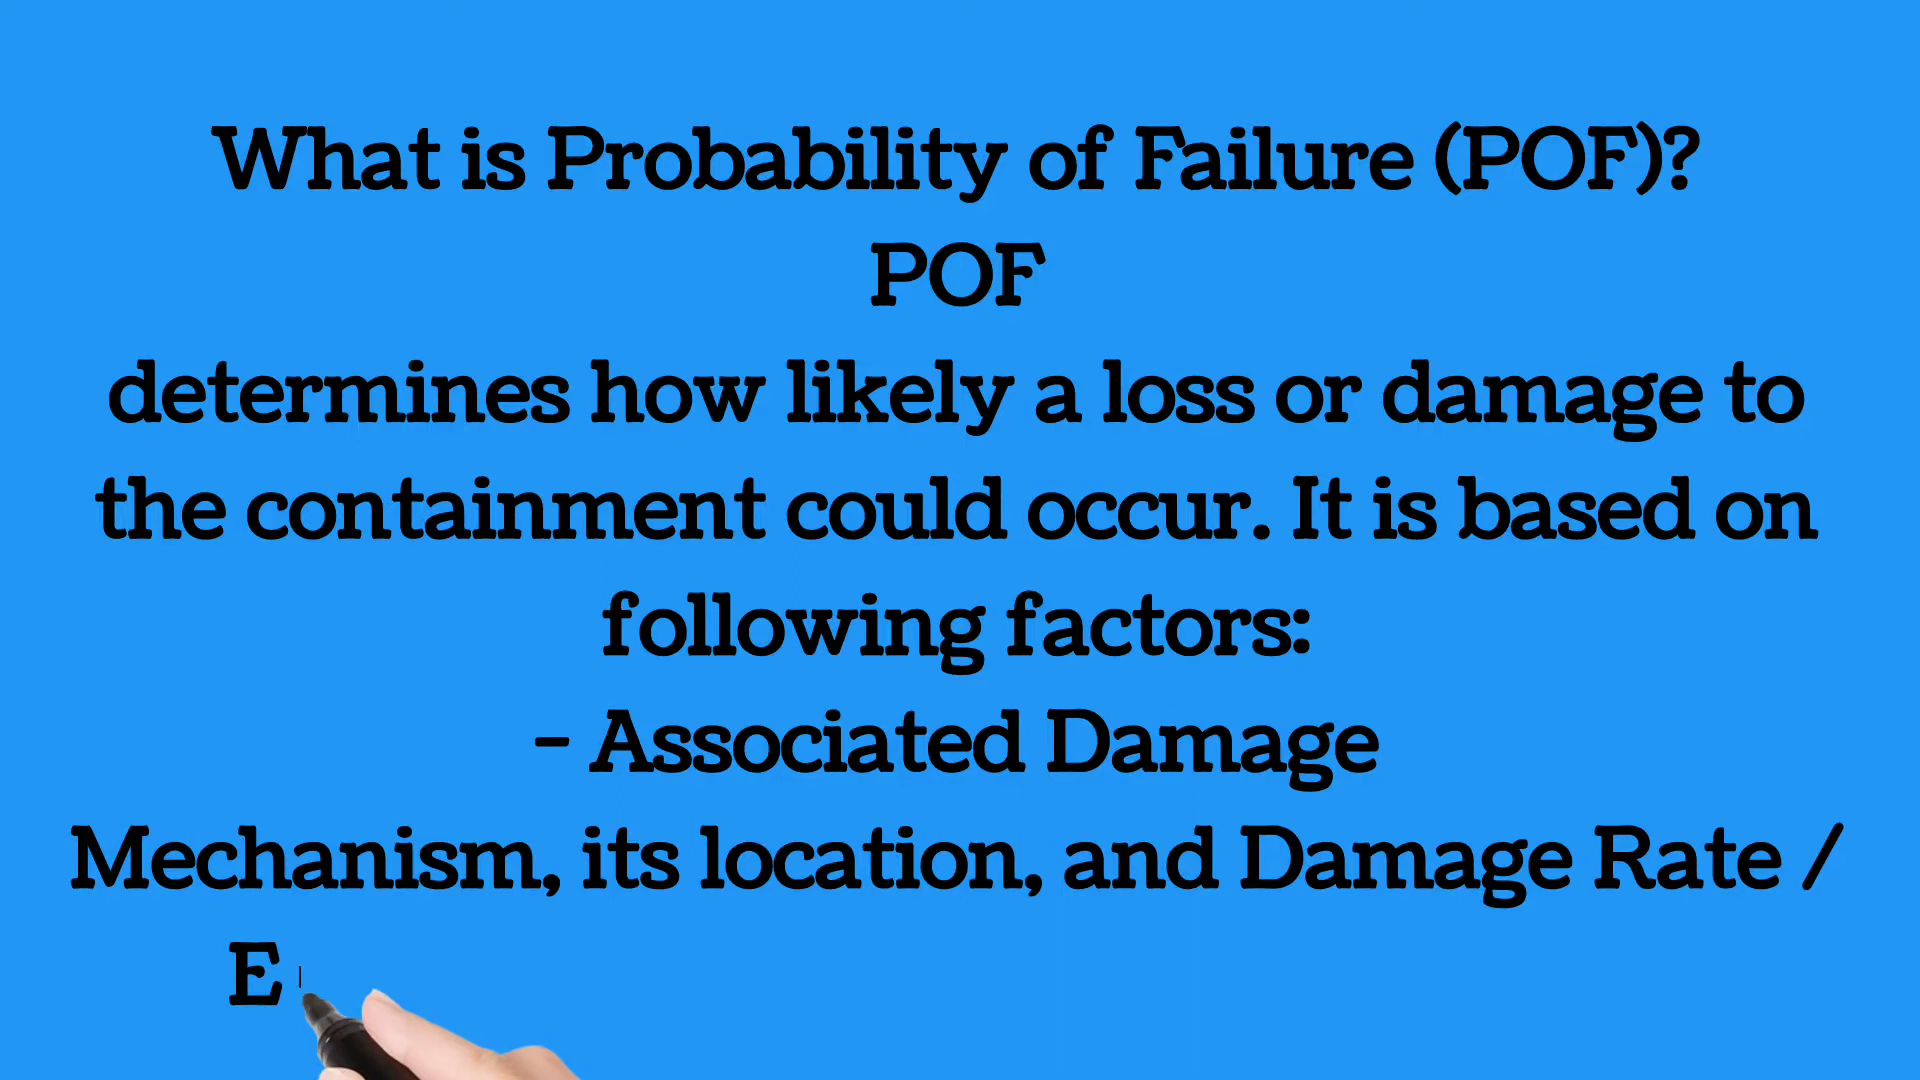 What is Probability of Failure (POF)?
POF
determines how likely a loss or damage to
the containment could occur. It is based on
following factors:
- Associated Damage
Mechanism, its location, and Damage Rate /
E